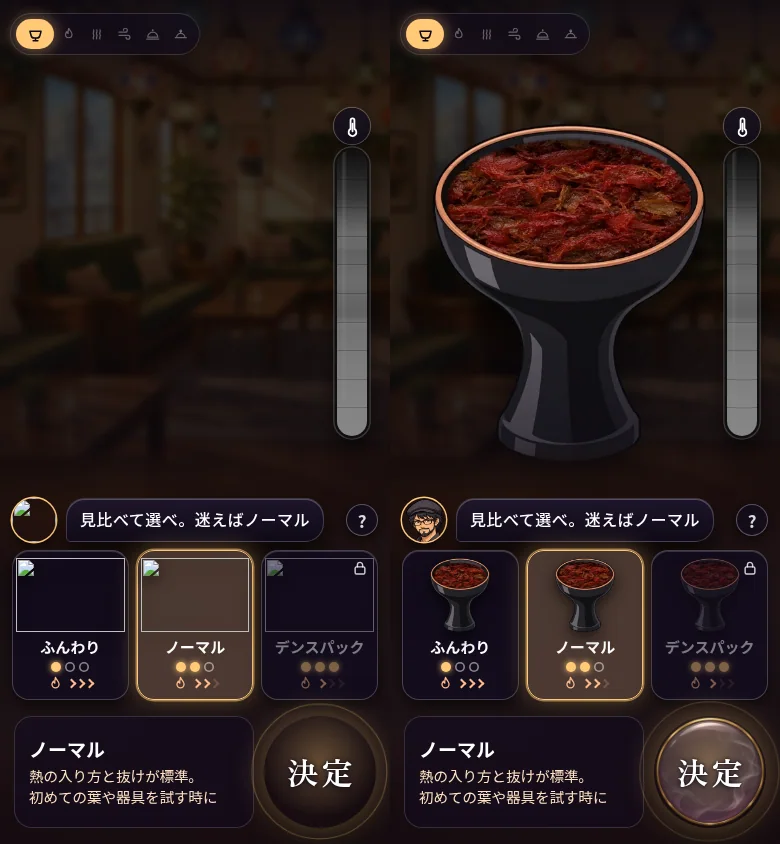 見比べて選べ。迷えばノーマル
?
ふんわり
ノーマル
デンスパック
ノーマル
熱の入り方と抜けが標準。
初めての葉や器具を試す時に
決定
見比べて選べ。迷えばノーマル
?
ふんわり
ノーマル
デンスパック
ノーマル
熱の入り方と抜けが標準。
初めての葉や器具を試す時に
決定